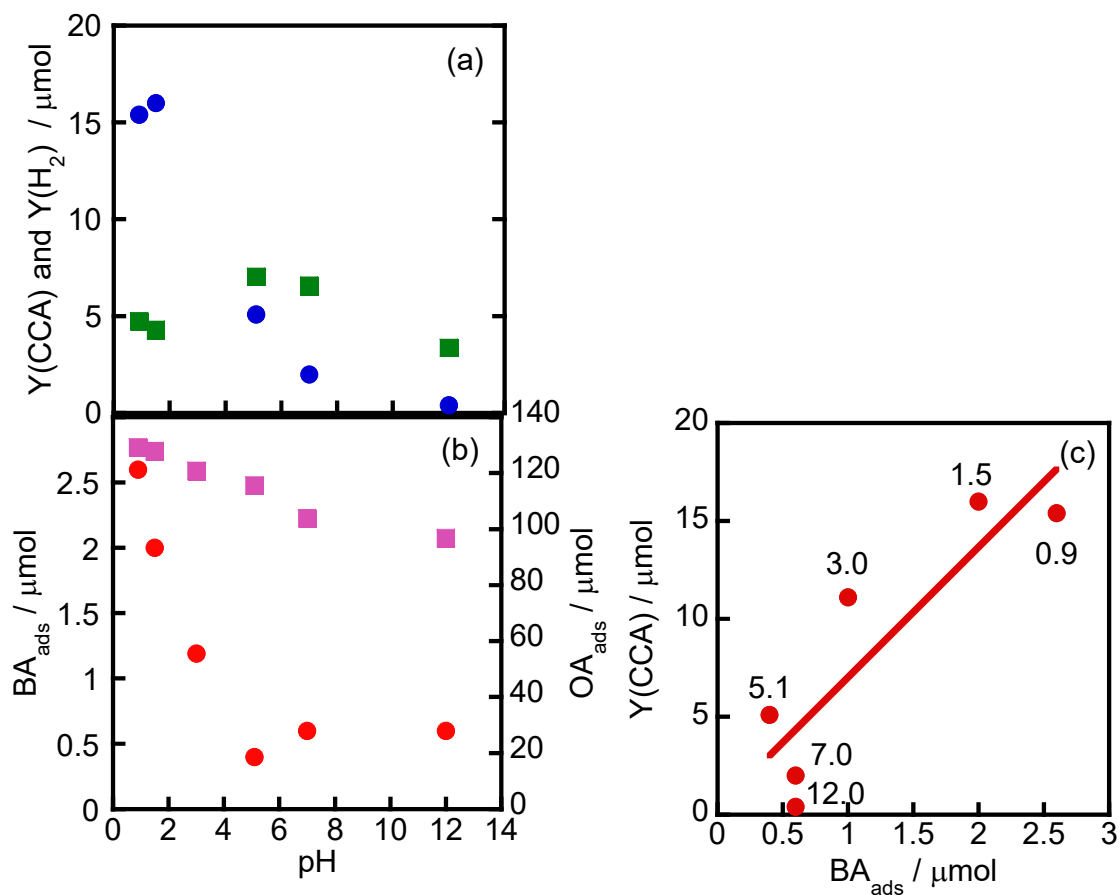 (a)
Y(CCA) and Y(H2) / μmol
20
15
10
5
0
(b)
BAads / μmol
2.5
2
1.5
1
0.5
0
140
120
100
80
60
40
20
0
OAads / μmol
0 2 4 6 8 10 12 14
pH
(c)
Y(CCA) / μmol
20
15
10
5
0
1.5
0.9
3.0
5.1
7.0
12.0
0 0.5 1 1.5 2 2.5 3
BAads / μmol